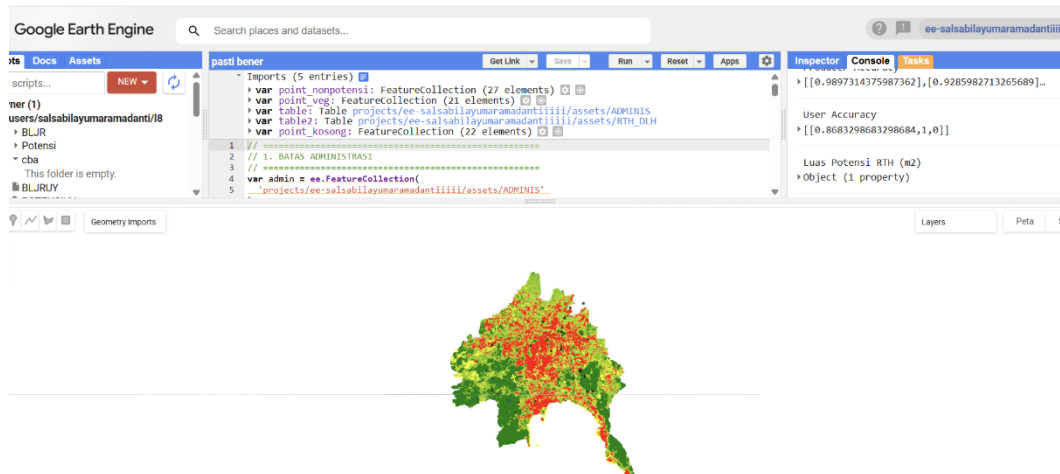 Google Earth Engine
Search places and datasets...
ee-salsabilayumaramadantiiii
Docs Assets
scripts...
NEW
(1)
users/salsabilayumaramadanti/l8
BLJR
Potensi
cba
This folder is empty.
BLJRUY
pasti bener
Get Link Save Run Reset Apps
Imports (5 entries)
var point_nonpotensi: FeatureCollection (27 elements)
var point_veg: FeatureCollection (21 elements)
var table: Table projects/ee-salsabilayumaramadantiiiii/assets/ADMINIS
var table2: Table projects/ee-salsabilayumaramadantiiiii/assets/RTH_DLH
var point_kosong: FeatureCollection (22 elements)
1 // ====================================================
2 // 1. BATAS ADMINISTRASI
3 // ====================================================
4 var admin = ee.FeatureCollection(
5 'projects/ee-salsabilayumaramadantiiiii/assets/ADMINIS'
Inspector Console Tasks
[[0.9897314375987362],[0.9285982713265689]…
User Accuracy
[[0.8683298683298684,1,0]]
Luas Potensi RTH (m2)
Object (1 property)
Geometry Imports
Layers
Peta